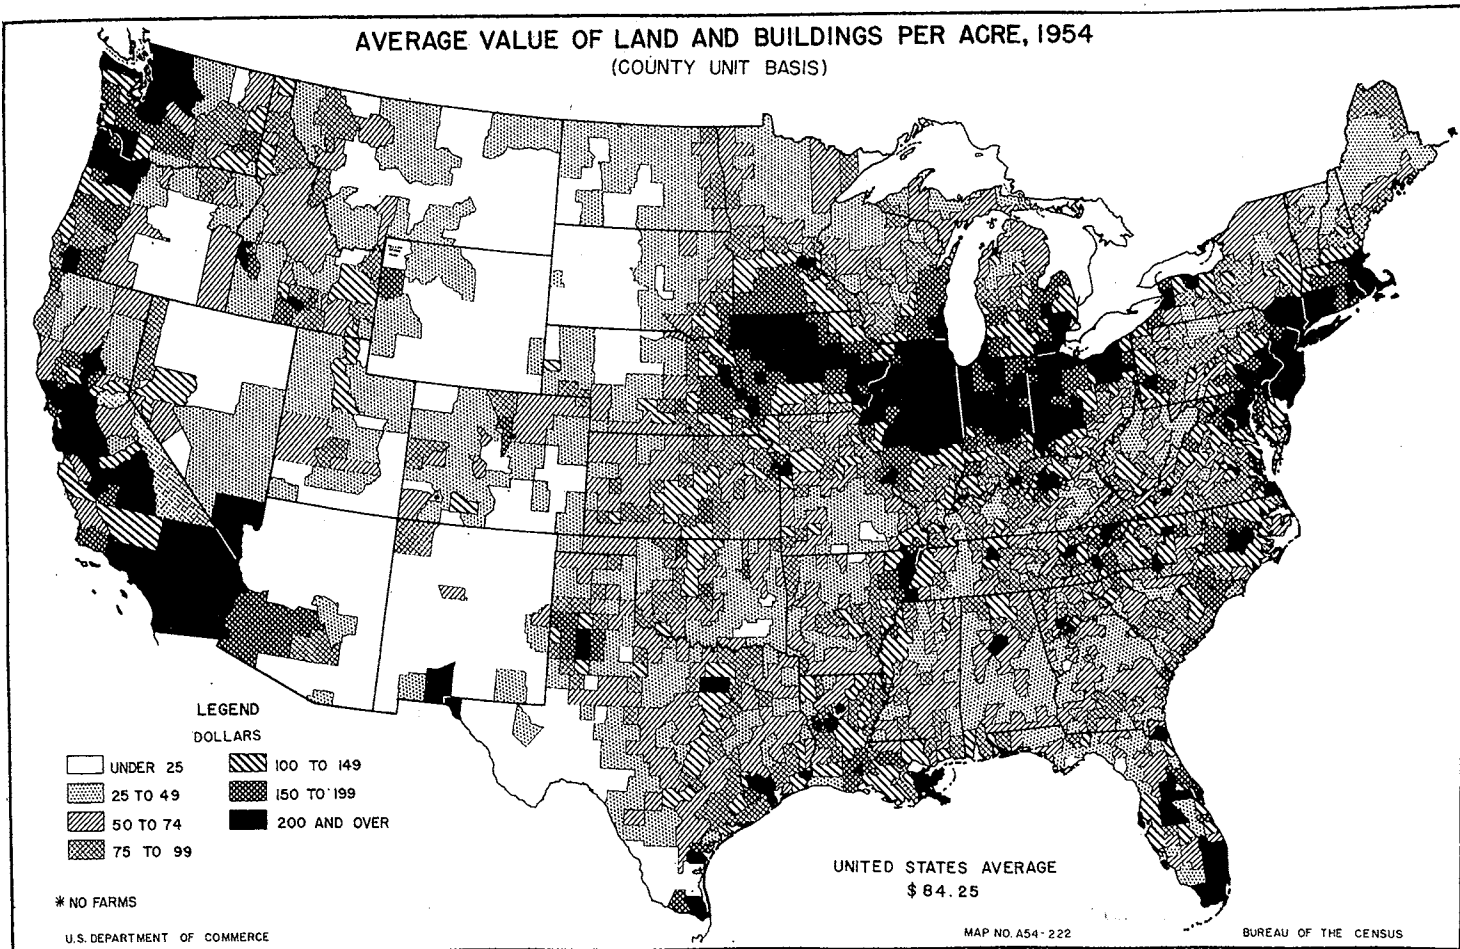 AVERAGE VALUE OF LAND AND BUILDINGS PER ACRE, 1954
(COUNTY UNIT BASIS)
LEGEND
DOLLARS
UNDER 25
25 TO 49
50 TO 74
75 TO 99
100 TO 149
150 TO 199
200 AND OVER
* NO FARMS
U.S. DEPARTMENT OF COMMERCE
UNITED STATES AVERAGE
$ 84.25
MAP NO. A54-222
BUREAU OF THE CENSUS